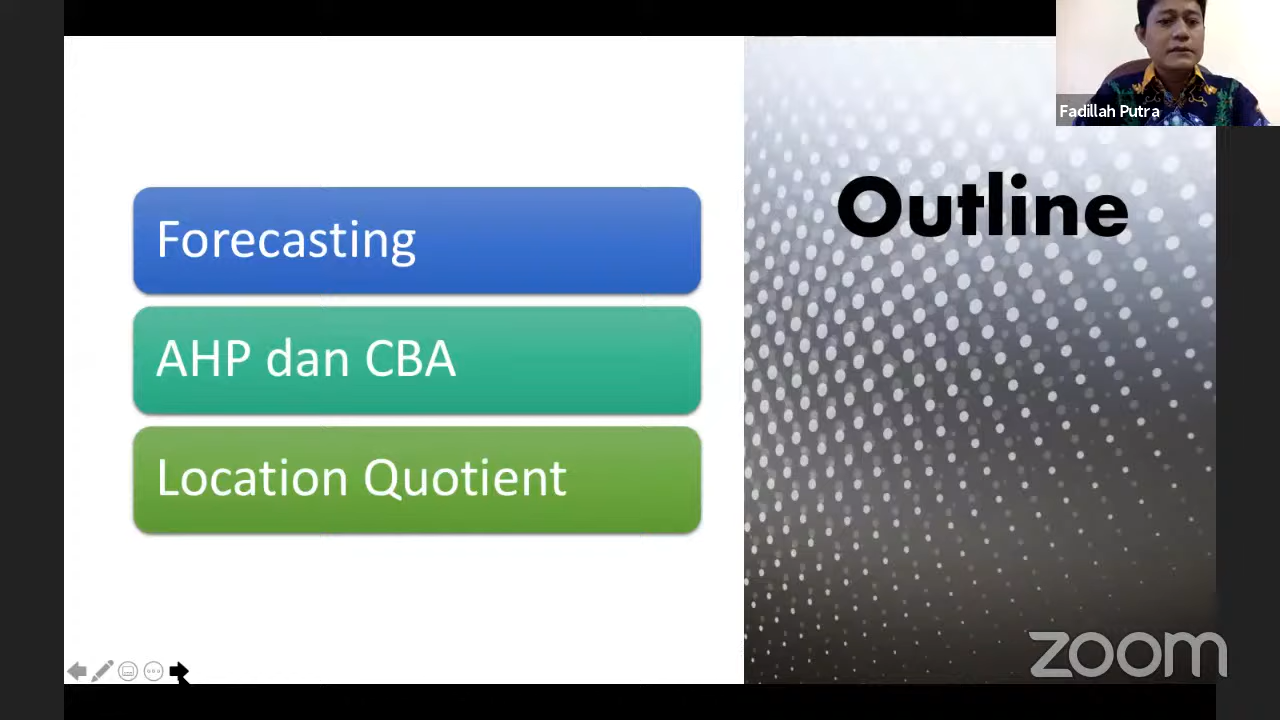 Forecasting
AHP dan CBA
Location Quotient
Outline
Fadillah Putra
zoom